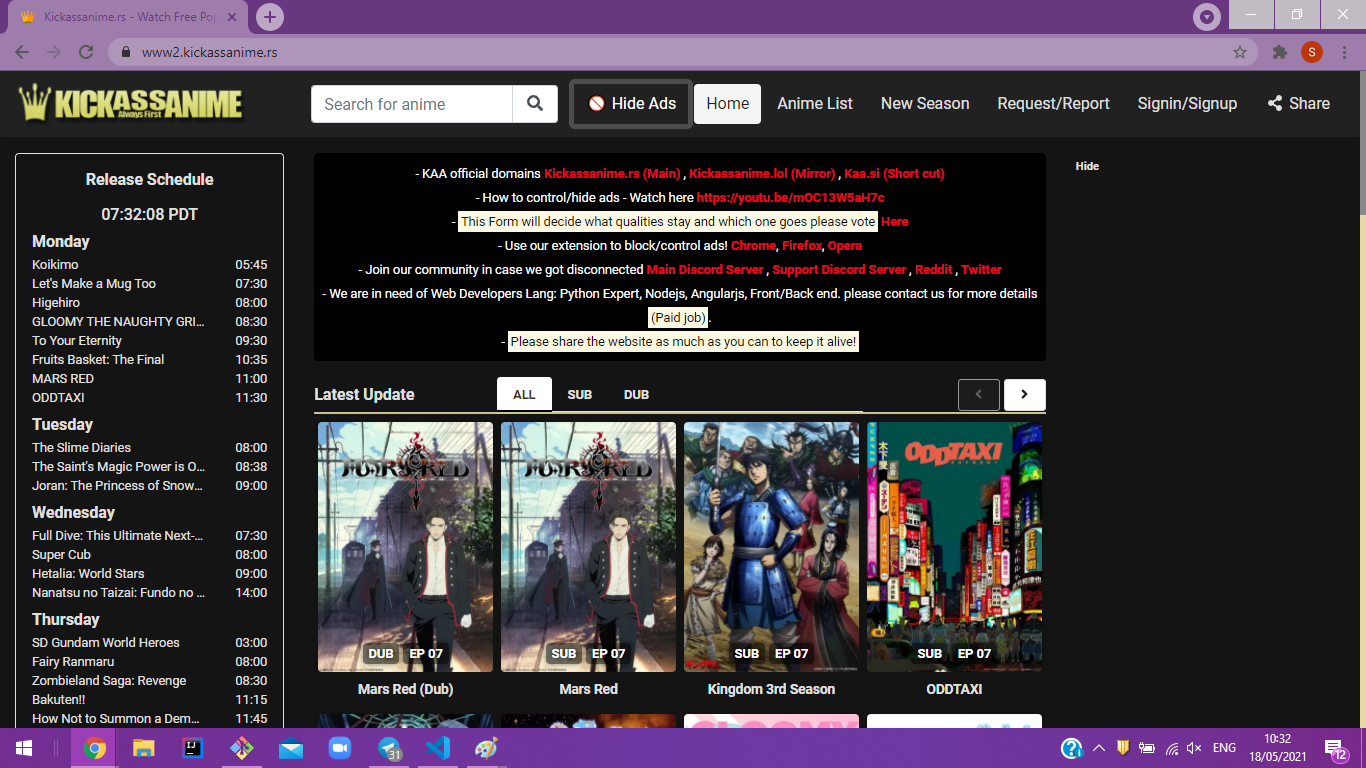 Kickassanime.rs - Watch Free Pop
www2.kickassanime.rs
S
KICKASSANIME
Always First
Search for anime
Hide Ads
Home
Anime List
New Season
Request/Report
Signin/Signup
Share
Release Schedule
07:32:08 PDT
Monday
Koikimo 05:45
Let's Make a Mug Too 07:30
Higehiro 08:00
GLOOMY THE NAUGHTY GRI... 08:30
To Your Eternity 09:30
Fruits Basket: The Final 10:35
MARS RED 11:00
ODDTAXI 11:30
Tuesday
The Slime Diaries 08:00
The Saint's Magic Power is O... 08:38
Joran: The Princess of Snow... 09:00
Wednesday
Full Dive: This Ultimate Next-... 07:30
Super Cub 08:00
Hetalia: World Stars 09:00
Nanatsu no Taizai: Fundo no ... 14:00
Thursday
SD Gundam World Heroes 03:00
Fairy Ranmaru 08:00
Zombieland Saga: Revenge 08:30
Bakuten!! 11:15
How Not to Summon a Dem... 11:45
- KAA official domains Kickassanime.rs (Main) , Kickassanime.lol (Mirror) , Kaa.si (Short cut)
- How to control/hide ads - Watch here https://youtu.be/mOC13W5aH7c
- This Form will decide what qualities stay and which one goes please vote Here
- Use our extension to block/control ads! Chrome, Firefox, Opera
- Join our community in case we got disconnected Main Discord Server , Support Discord Server , Reddit , Twitter
- We are in need of Web Developers Lang: Python Expert, Nodejs, Angularjs, Front/Back end. please contact us for more details
(Paid job) .
- Please share the website as much as you can to keep it alive!
Hide
Latest Update
ALL
SUB
DUB
MARS RED
DUB EP 07
Mars Red (Dub)
MARS RED
SUB EP 07
Mars Red
SUB EP 07
Kingdom 3rd Season
ODDTAXI
SUB EP 07
ODDTAXI
GLOOMY
31
ENG
10:32
18/05/2021
12